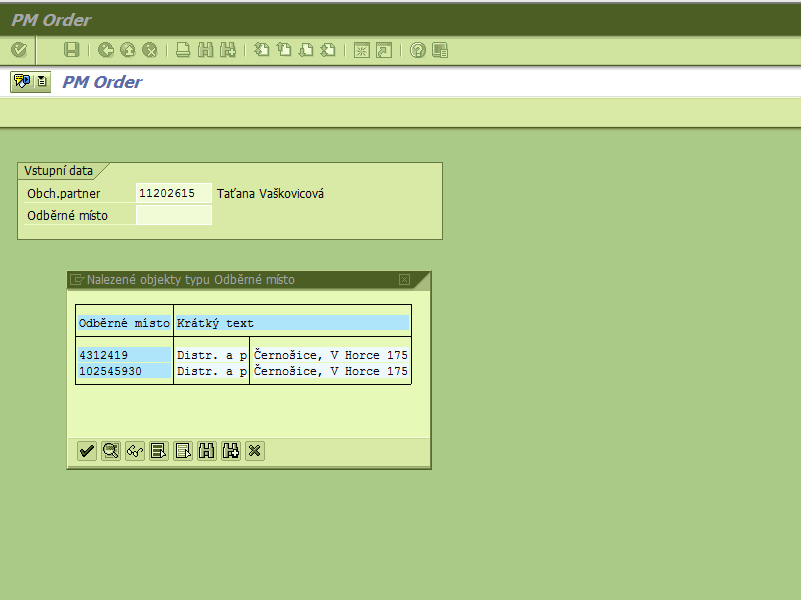 PM Order
PM Order
Vstupní data
Obch.partner 11202615 Taťana Vaškovicová
Odběrné místo
Nalezené objekty typu Odběrné místo
Odběrné místo Krátký text
4312419 Distr. a p Černošice, V Horce 175
102545930 Distr. a p Černošice, V Horce 175